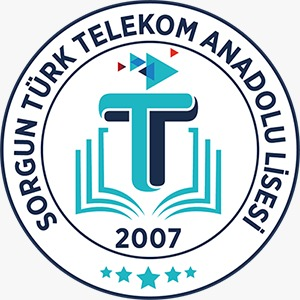 SORGUN TÜRK TELEKOM ANADOLU LİSESİ
T
2007